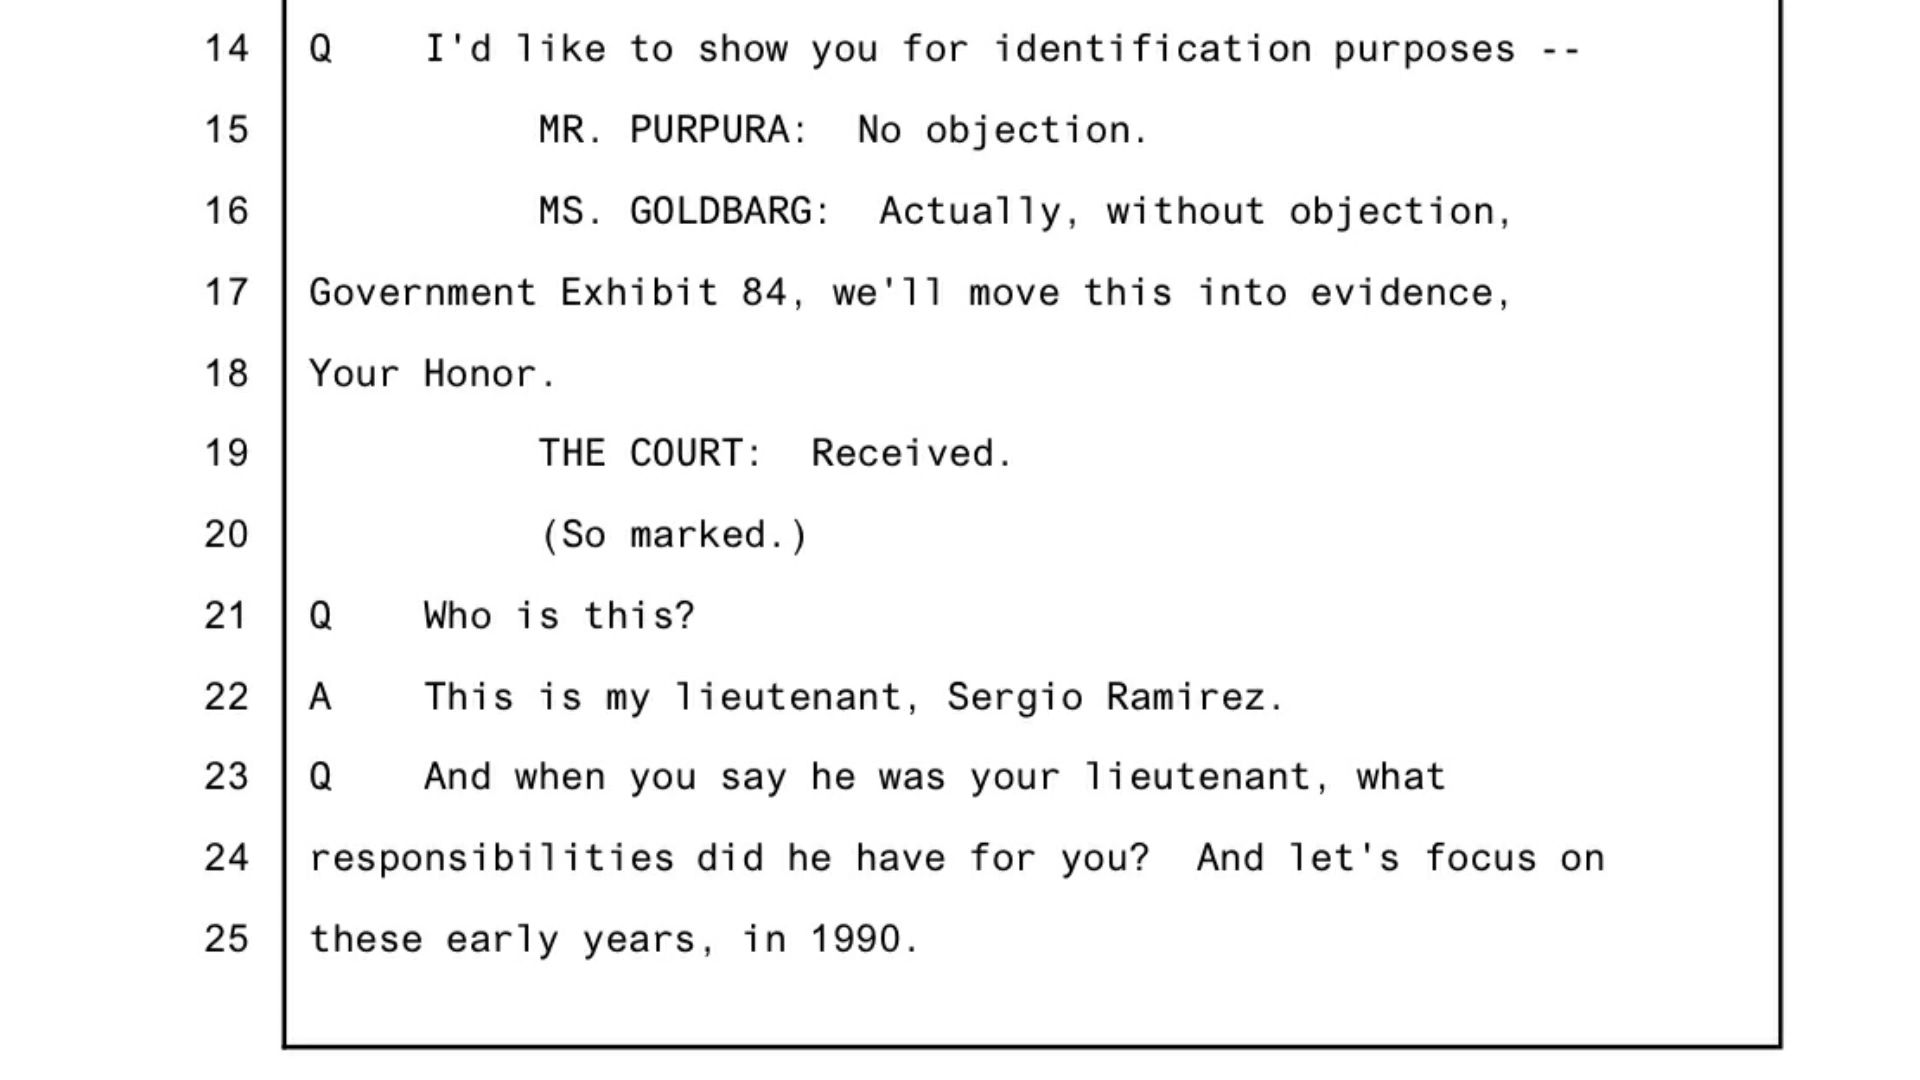 14 Q I'd like to show you for identification purposes --
15 MR. PURPURA: No objection.
16 MS. GOLDBARG: Actually, without objection,
17 Government Exhibit 84, we'll move this into evidence,
18 Your Honor.
19 THE COURT: Received.
20 (So marked.)
21 Q Who is this?
22 A This is my lieutenant, Sergio Ramirez.
23 Q And when you say he was your lieutenant, what
24 responsibilities did he have for you? And let's focus on
25 these early years, in 1990.